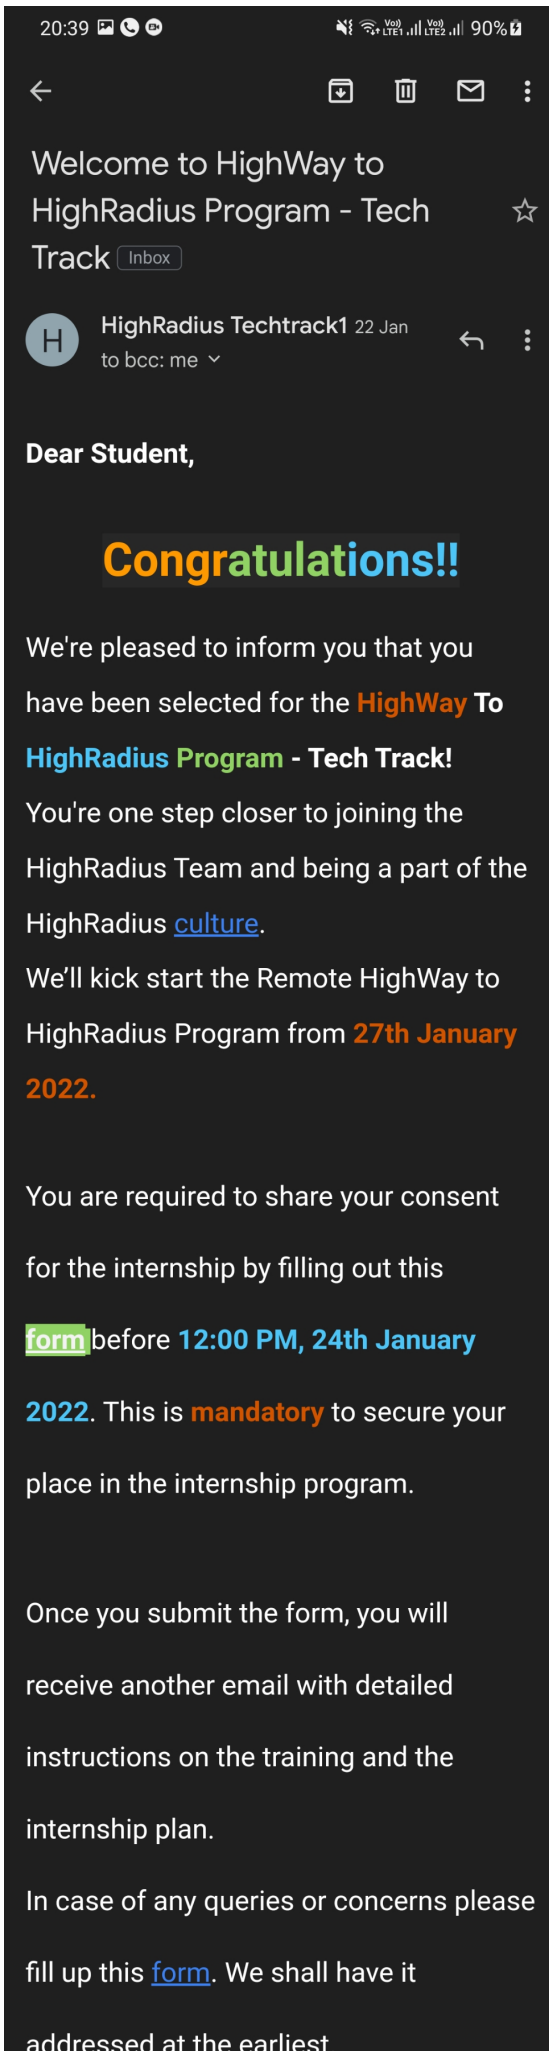 20:39 VoD LTE1 VoD LTE2 90%
Welcome to HighWay to
HighRadius Program - Tech
Track Inbox
H
HighRadius Techtrack1 22 Jan
to bcc: me
Dear Student,
Congratulations!!
We're pleased to inform you that you
have been selected for the HighWay To
HighRadius Program - Tech Track!
You're one step closer to joining the
HighRadius Team and being a part of the
HighRadius culture.
We’ll kick start the Remote HighWay to
HighRadius Program from 27th January
2022.
You are required to share your consent
for the internship by filling out this
form before 12:00 PM, 24th January
2022. This is mandatory to secure your
place in the internship program.
Once you submit the form, you will
receive another email with detailed
instructions on the training and the
internship plan.
In case of any queries or concerns please
fill up this form. We shall have it
addressed at the earliest